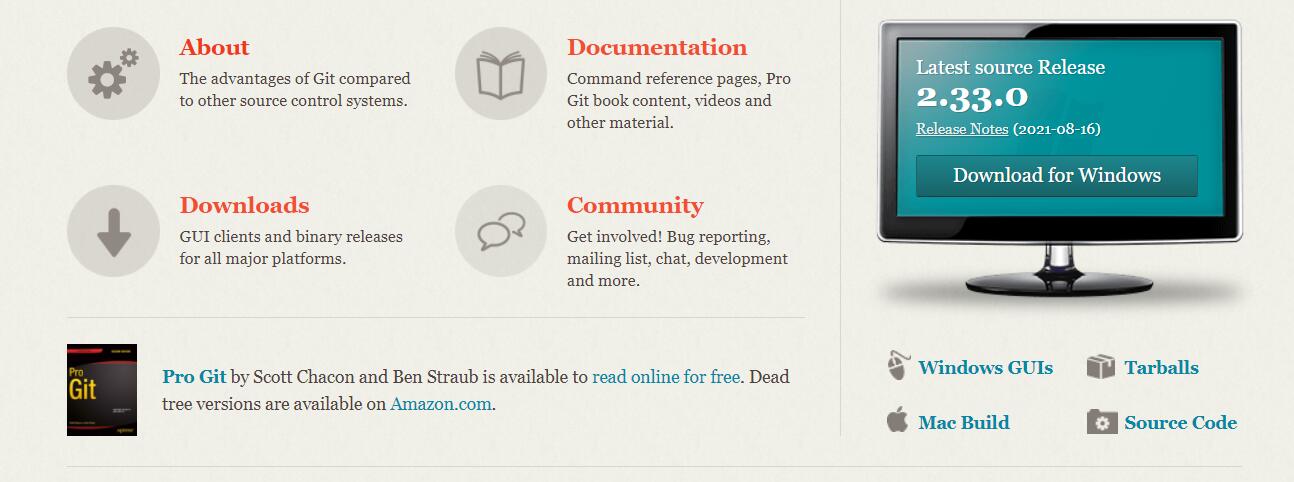 About
The advantages of Git compared
to other source control systems.
Documentation
Command reference pages, Pro
Git book content, videos and
other material.
Downloads
GUI clients and binary releases
for all major platforms.
Community
Get involved! Bug reporting,
mailing list, chat, development
and more.
Pro
Git
Pro Git by Scott Chacon and Ben Straub is available to read online for free. Dead
tree versions are available on Amazon.com.
Latest source Release
2.33.0
Release Notes (2021-08-16)
Download for Windows
Windows GUIs
Tarballs
Mac Build
Source Code